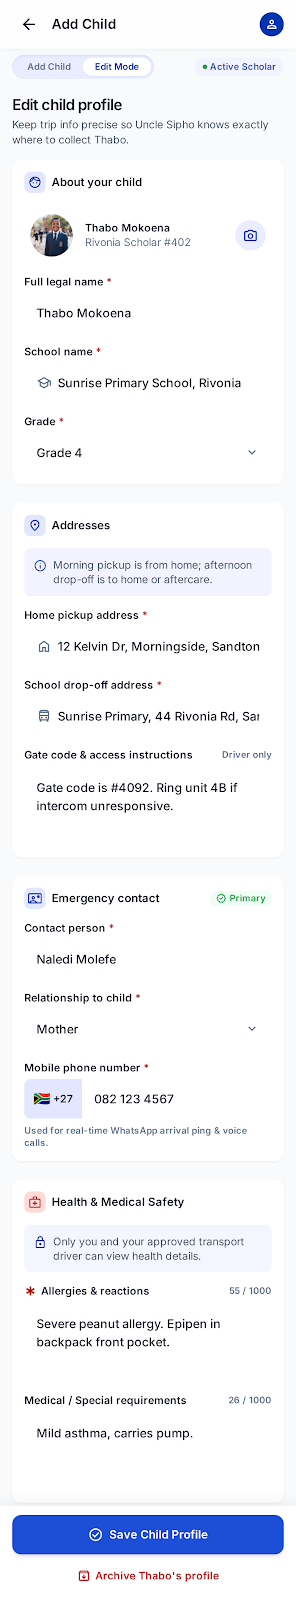 Add Child
Add Child
Edit Mode
Active Scholar
Edit child profile
Keep trip info precise so Uncle Sipho knows exactly
where to collect Thabo.
About your child
Thabo Mokoena
Rivonia Scholar #402
Full legal name *
Thabo Mokoena
School name *
Sunrise Primary School, Rivonia
Grade *
Grade 4
Addresses
Morning pickup is from home; afternoon
drop-off is to home or aftercare.
Home pickup address *
12 Kelvin Dr, Morningside, Sandton
School drop-off address *
Sunrise Primary, 44 Rivonia Rd, Sar
Gate code & access instructions
Driver only
Gate code is #4092. Ring unit 4B if
intercom unresponsive.
Emergency contact
Primary
Contact person *
Naledi Molefe
Relationship to child *
Mother
Mobile phone number *
+27
082 123 4567
Used for real-time WhatsApp arrival ping & voice
calls.
Health & Medical Safety
Only you and your approved transport
driver can view health details.
Allergies & reactions
55 / 1000
Severe peanut allergy. Epipen in
backpack front pocket.
Medical / Special requirements
26 / 1000
Mild asthma, carries pump.
Save Child Profile
Archive Thabo's profile